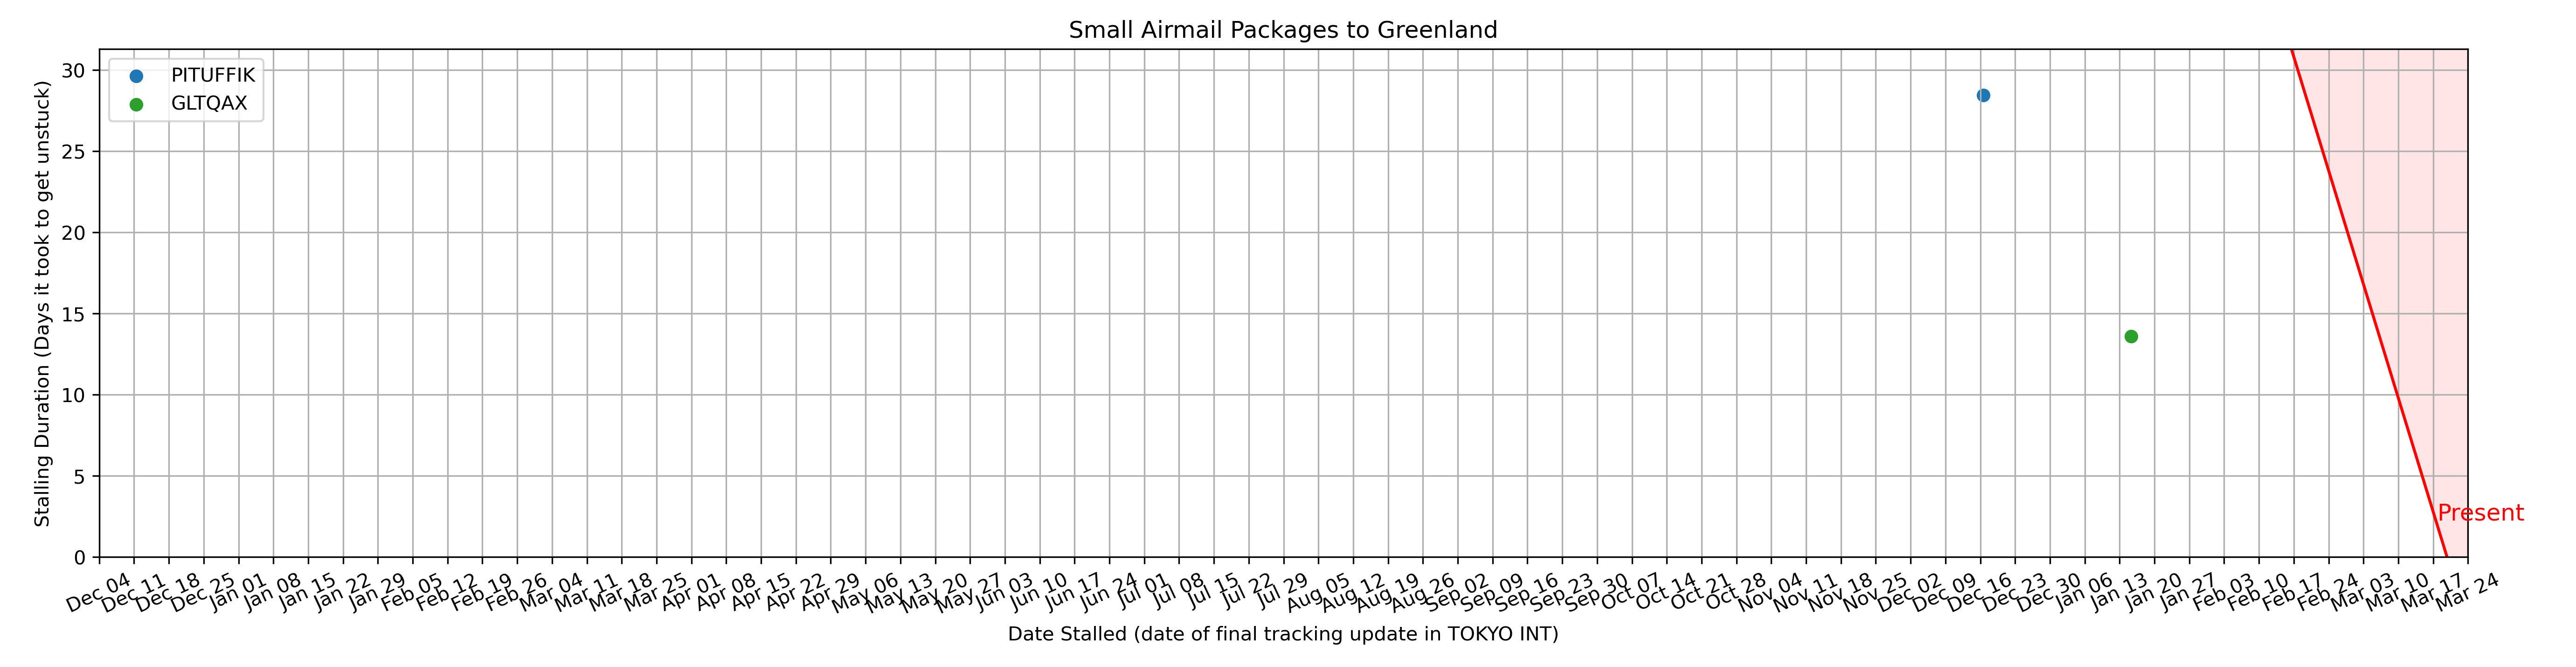 Small Airmail Packages to Greenland
PITUFFIK
GLTQAX
Stalling Duration (Days it took to get unstuck)
30
25
20
15
10
5
0
Present
Dec 04
Dec 11
Dec 18
Dec 25
Jan 01
Jan 08
Jan 15
Jan 22
Jan 29
Feb 05
Feb 12
Feb 19
Feb 26
Mar 04
Mar 11
Mar 18
Mar 25
Apr 01
Apr 08
Apr 15
Apr 22
Apr 29
May 06
May 13
May 20
May 27
Jun 03
Jun 10
Jun 17
Jun 24
Jul 01
Jul 08
Jul 15
Jul 22
Jul 29
Aug 05
Aug 12
Aug 19
Aug 26
Sep 02
Sep 09
Sep 16
Sep 23
Sep 30
Oct 07
Oct 14
Oct 21
Oct 28
Nov 04
Nov 11
Nov 18
Nov 25
Dec 02
Dec 09
Dec 16
Dec 23
Dec 30
Jan 06
Jan 13
Jan 20
Jan 27
Feb 03
Feb 10
Feb 17
Feb 24
Mar 03
Mar 10
Mar 17
Mar 24
Date Stalled (date of final tracking update in TOKYO INT)